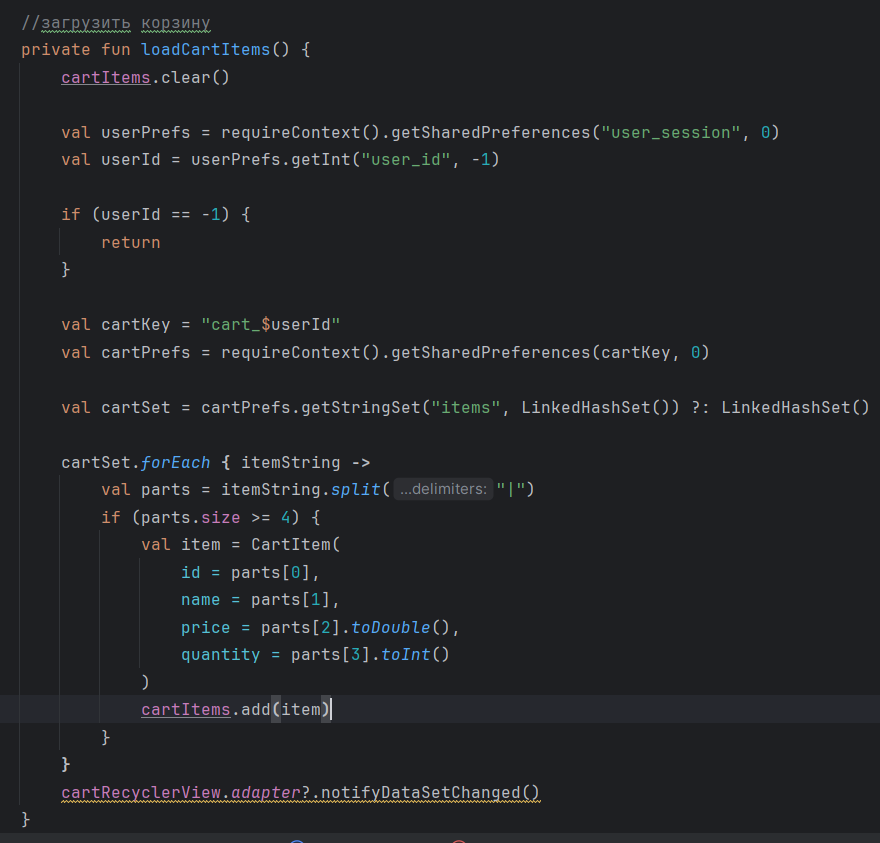 //загрузить корзину
private fun loadCartItems() {
cartItems.clear()
val userPrefs = requireContext().getSharedPreferences("user_session", 0)
val userId = userPrefs.getInt("user_id", -1)
if (userId == -1) {
return
}
val cartKey = "cart_$userId"
val cartPrefs = requireContext().getSharedPreferences(cartKey, 0)
val cartSet = cartPrefs.getStringSet("items", LinkedHashSet()) ?: LinkedHashSet()
cartSet.forEach { itemString ->
val parts = itemString.split( ...delimiters: "|")
if (parts.size >= 4) {
val item = CartItem(
id = parts[0],
name = parts[1],
price = parts[2].toDouble(),
quantity = parts[3].toInt()
)
cartItems.add(item)
}
}
cartRecyclerView.adapter?.notifyDataSetChanged()
}